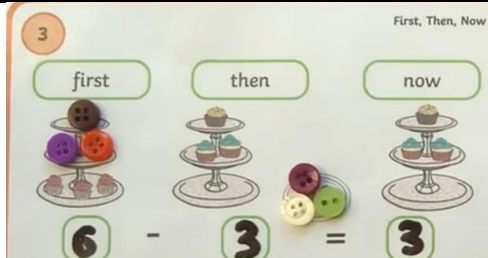 3
First, Then, Now
first then now
6 - 3 = 3